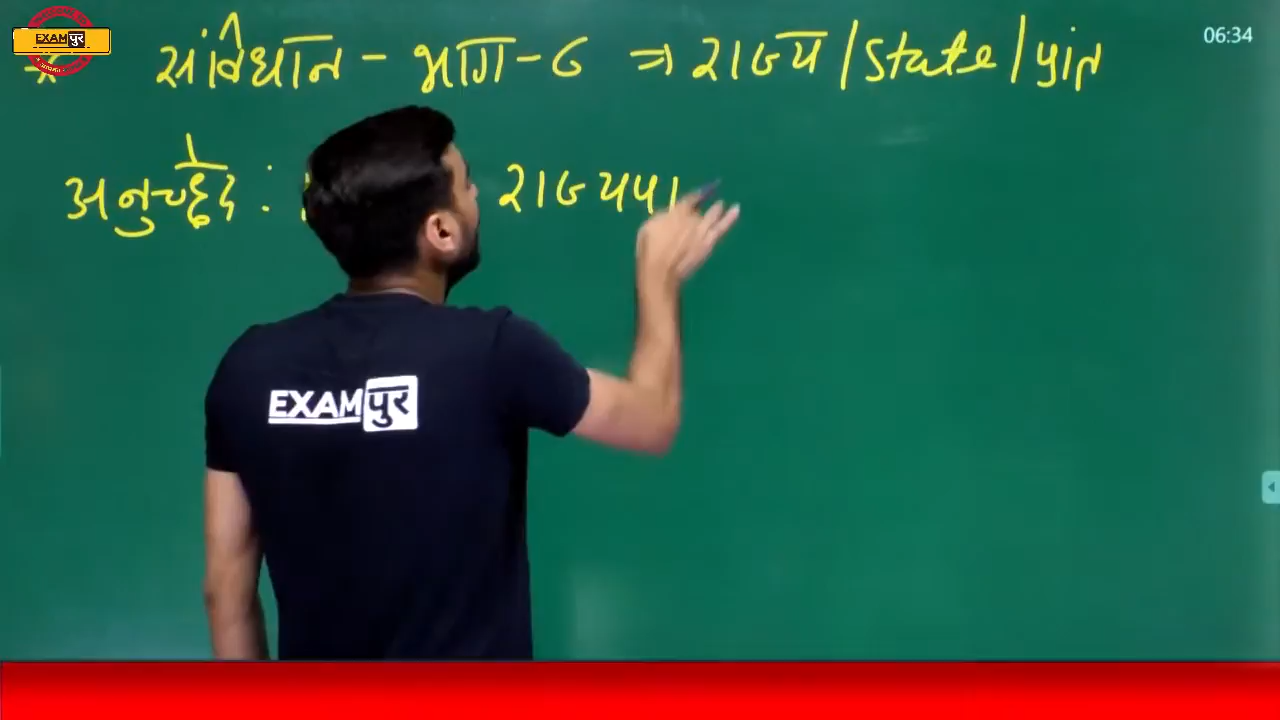 EXAMपुर
06:34
* संविधान - भाग - 6 ⇒ राज्य / State / प्रांत
अनुच्छेद : राज्यपा
EXAMपुर